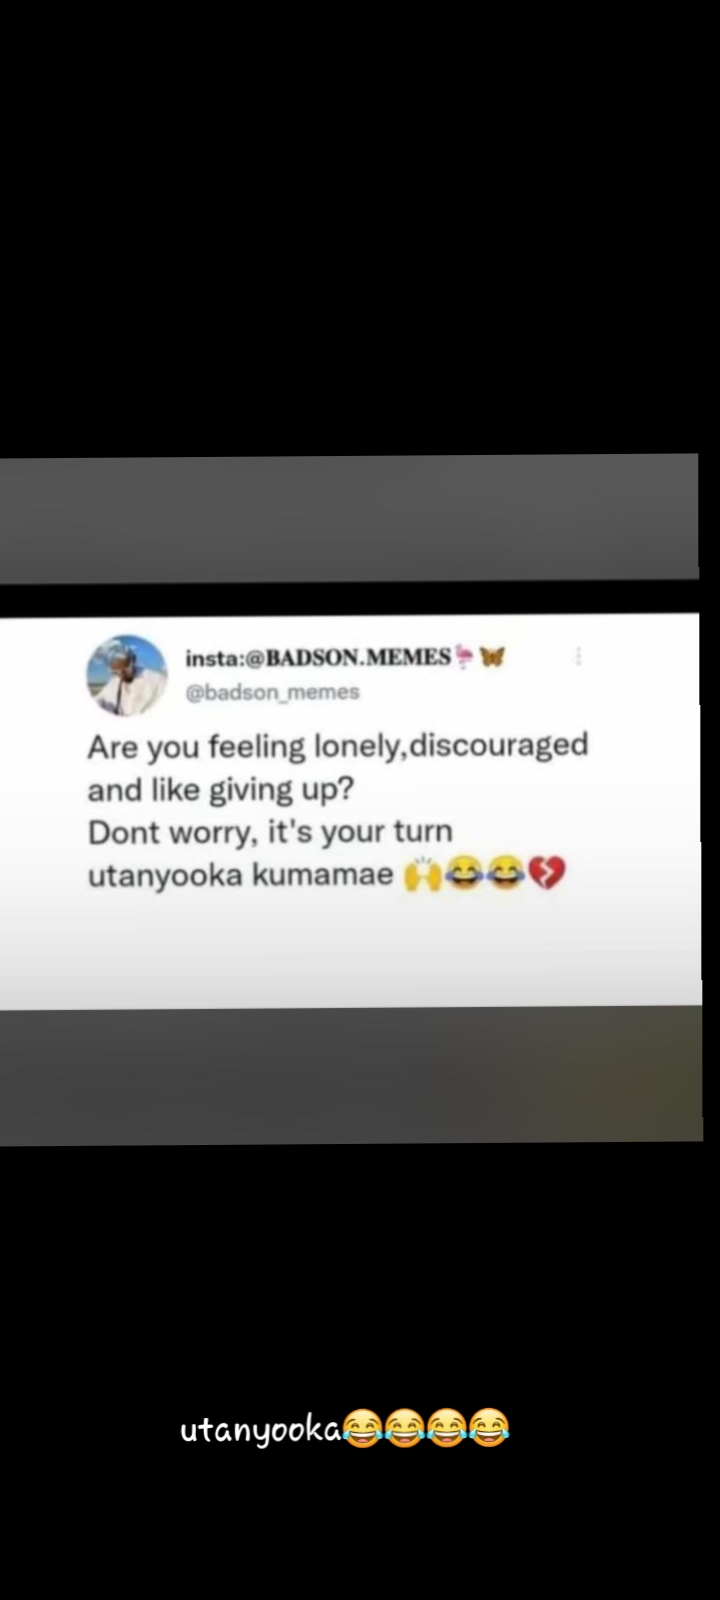 insta:@BADSON.MEMES🦩🦋
@badson_memes
Are you feeling lonely,discouraged
and like giving up?
Dont worry, it's your turn
utanyooka kumamae 🙌😂😂💔
utanyooka😂😂😂😂